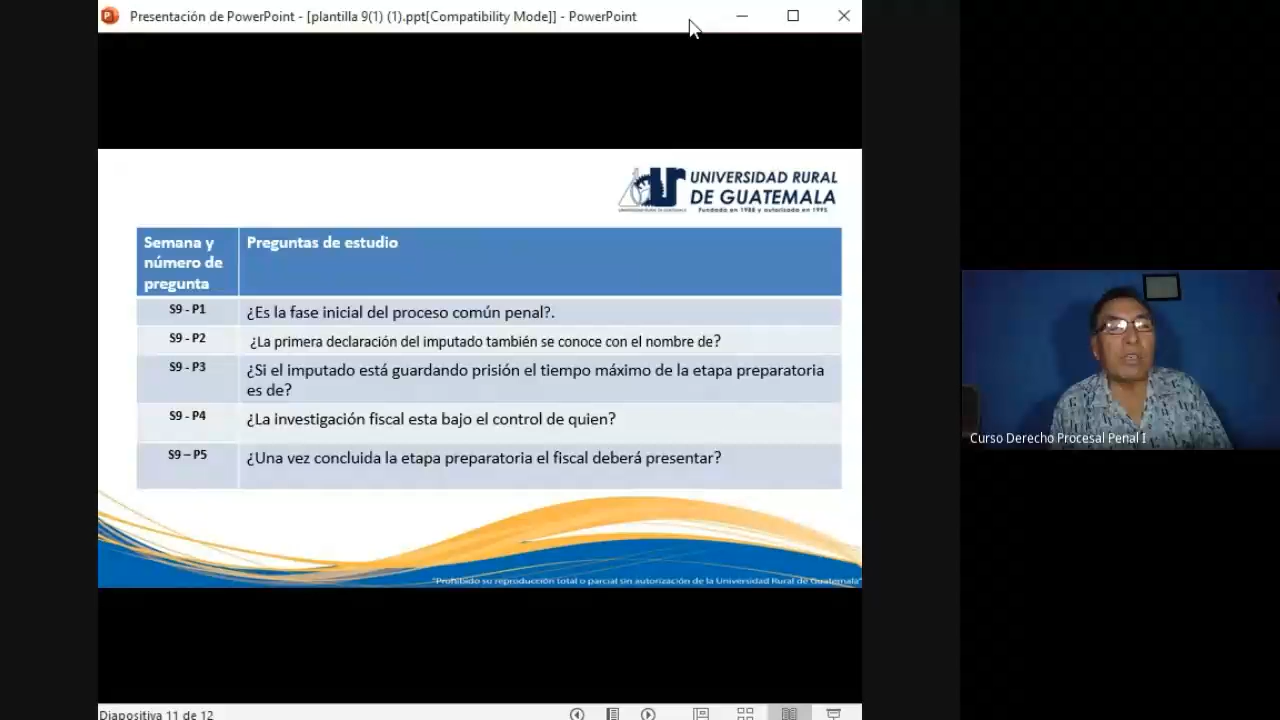 Presentación de PowerPoint - [plantilla 9(1) (1).ppt[Compatibility Mode]] - PowerPoint
UNIVERSIDAD RURAL
DE GUATEMALA
Semana y
número de
pregunta
Preguntas de estudio
S9 - P1
¿Es la fase inicial del proceso común penal?.
S9 - P2
¿La primera declaración del imputado también se conoce con el nombre de?
S9 - P3
¿Si el imputado está guardando prisión el tiempo máximo de la etapa preparatoria
es de?
S9 - P4
¿La investigación fiscal esta bajo el control de quien?
S9 – P5
¿Una vez concluida la etapa preparatoria el fiscal deberá presentar?
"Prohibido su reproducción total o parcial sin autorización de la Universidad Rural de Guatemala"
Curso Derecho Procesal Penal I
Diapositiva 11 de 12